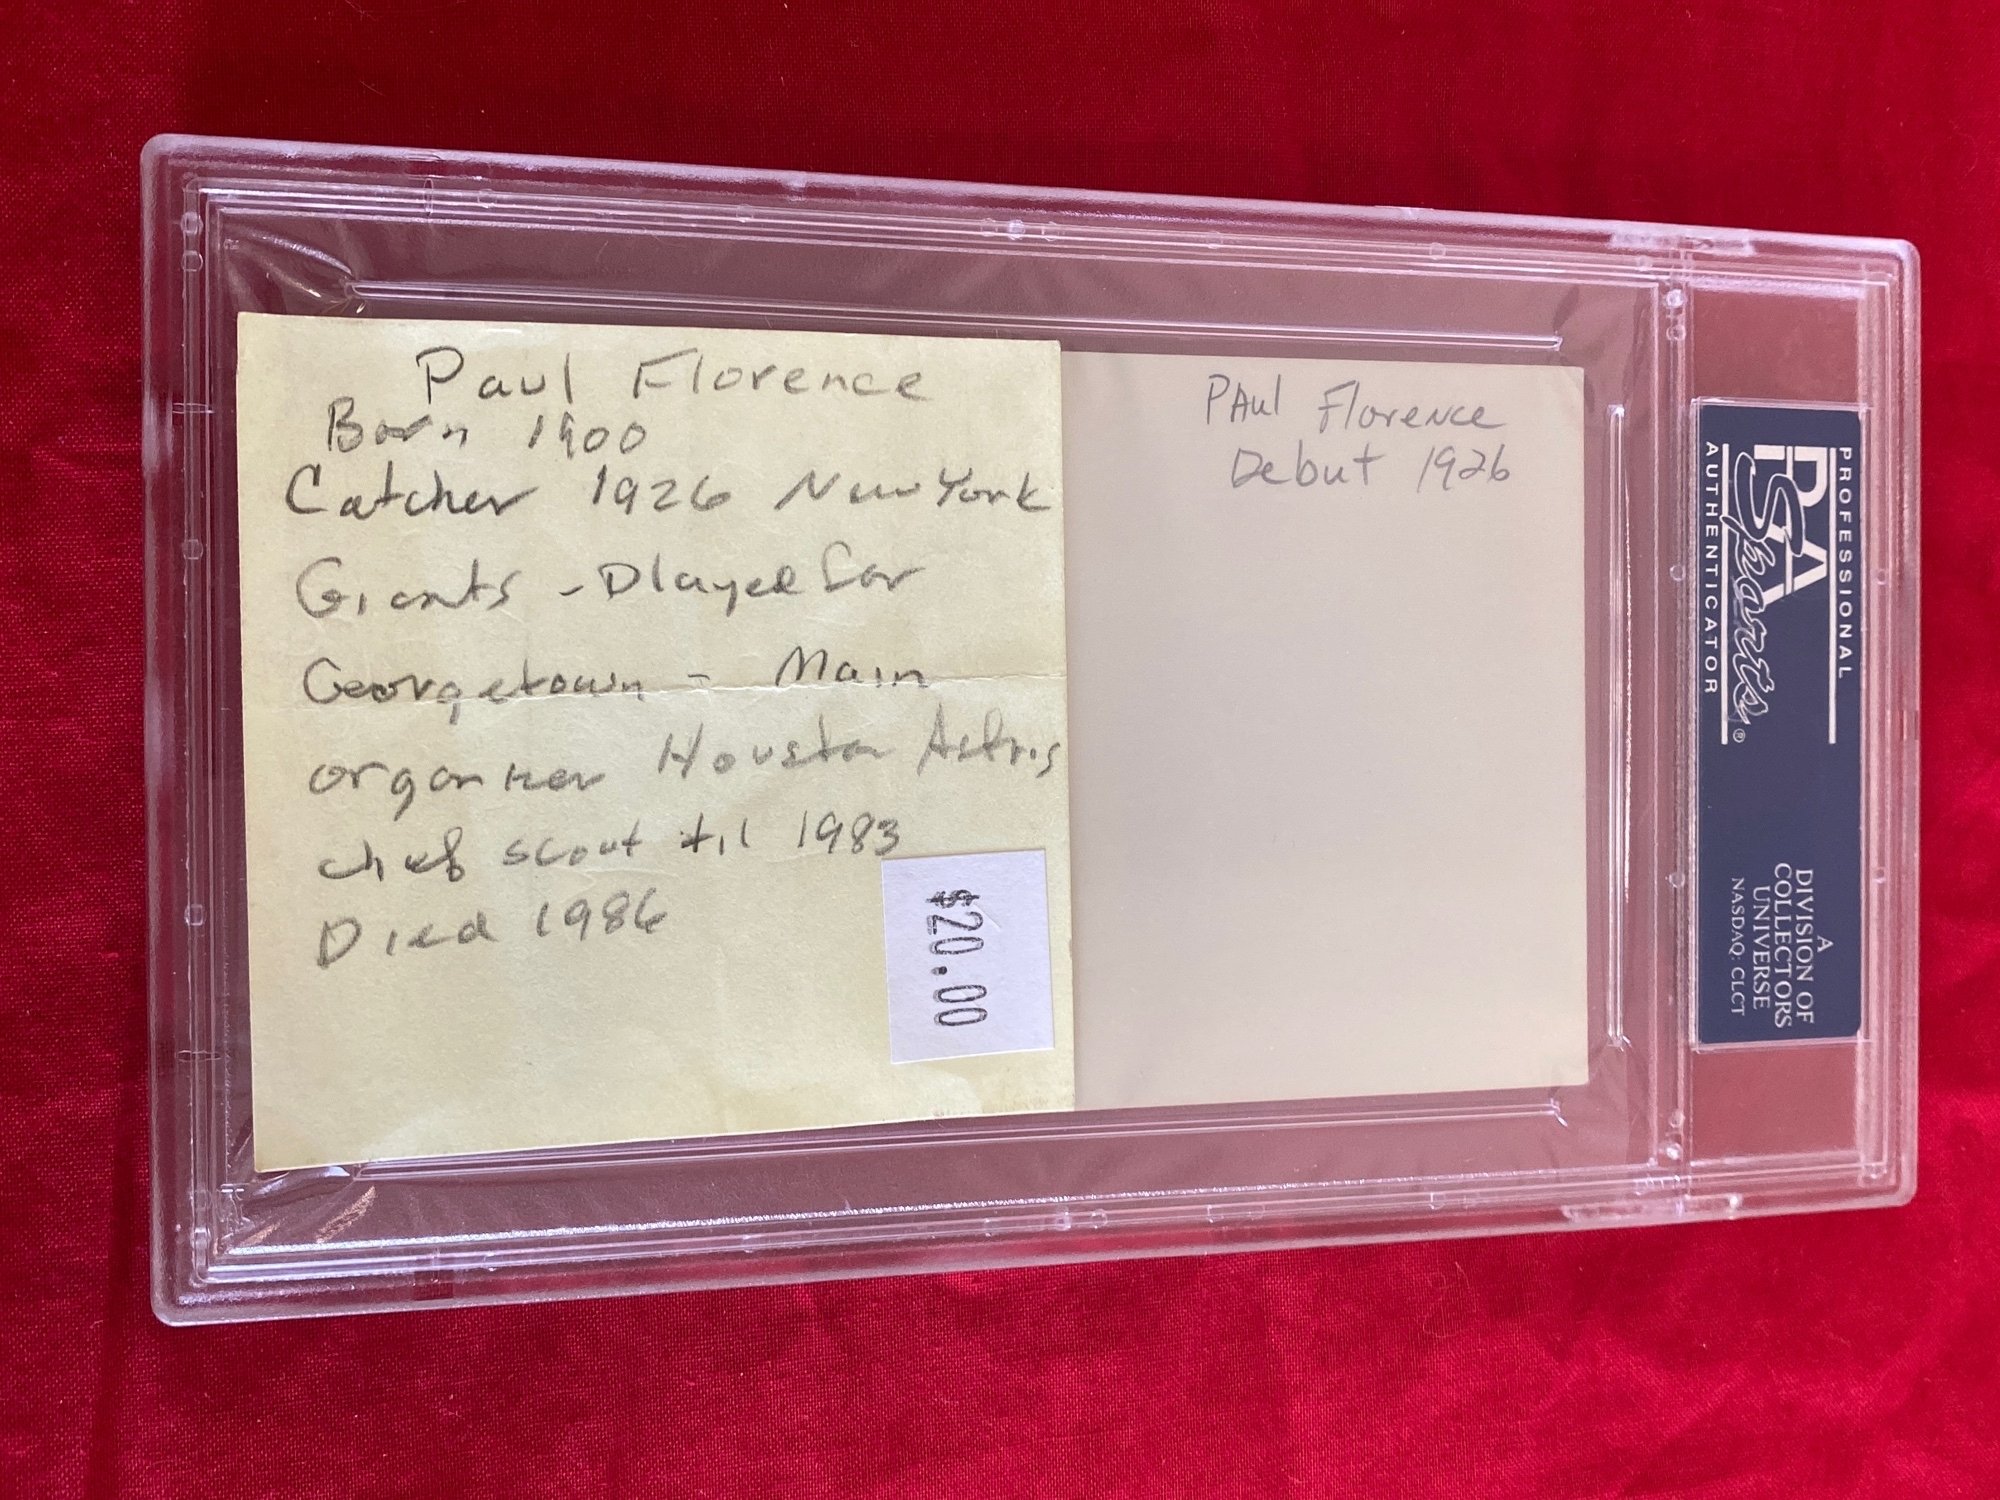 Paul Florence
Born 1900
Catcher 1926 New York
Giants - Played for
Georgetown - Main
organizer Houston Astros
chief scout til 1983
Died 1986
$20.00
PAul Florence
Debut 1926
PROFESSIONAL
PSA
Sports®
AUTHENTICATOR
A
DIVISION OF
COLLECTORS
UNIVERSE
NASDAQ: CLCT